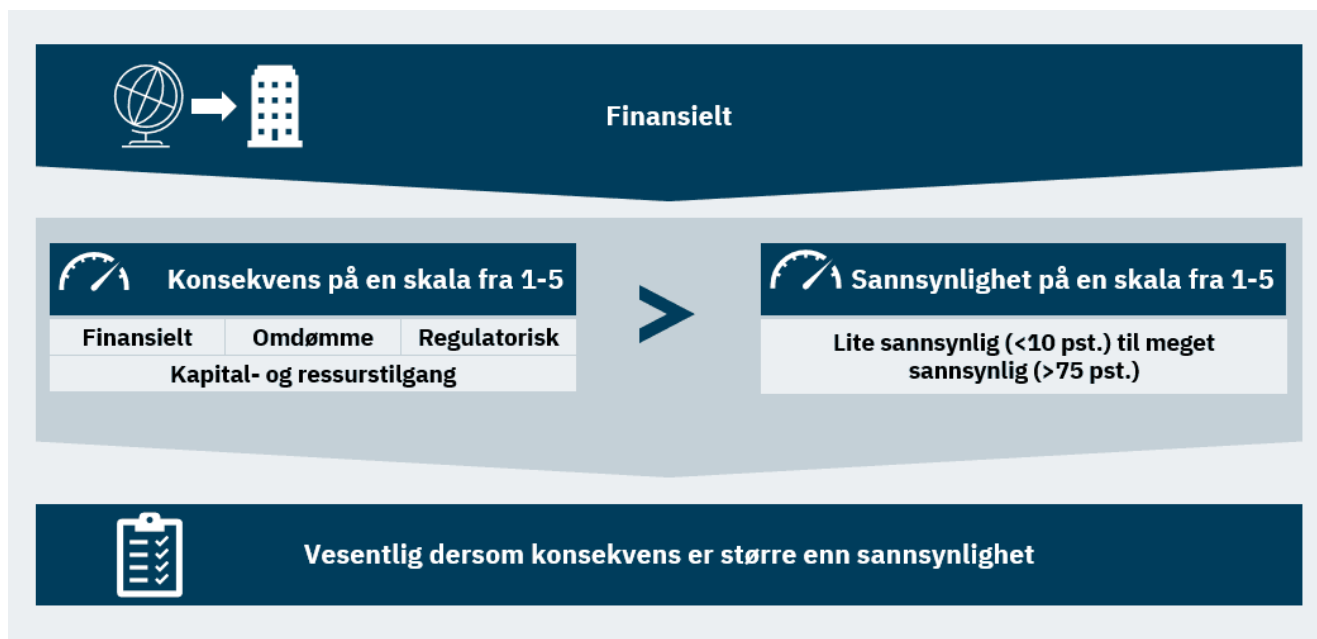 Finansielt
Konsekvens på en skala fra 1-5
Finansielt
Omdømme
Regulatorisk
Kapital- og ressurstilgang
>
Sannsynlighet på en skala fra 1-5
Lite sannsynlig (<10 pst.) til meget
sannsynlig (>75 pst.)
Vesentlig dersom konsekvens er større enn sannsynlighet